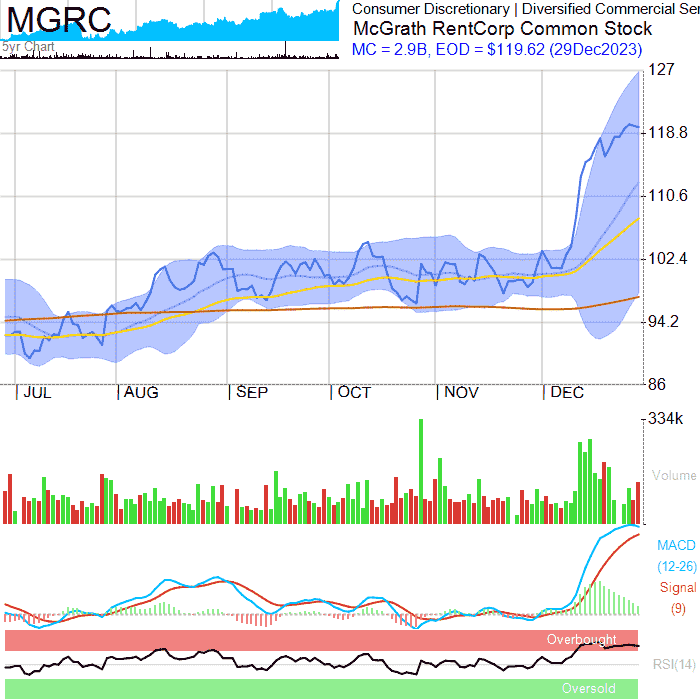 MGRC
Consumer Discretionary | Diversified Commercial Ser
McGrath RentCorp Common Stock
5yr Chart
MC = 2.9B, EOD = $119.62 (29Dec2023)
127
118.8
110.6
102.4
94.2
86
|JUL |AUG |SEP |OCT |NOV |DEC
334k
Volume
MACD
(12-26)
Signal
(9)
Overbought
RSI(14)
Oversold